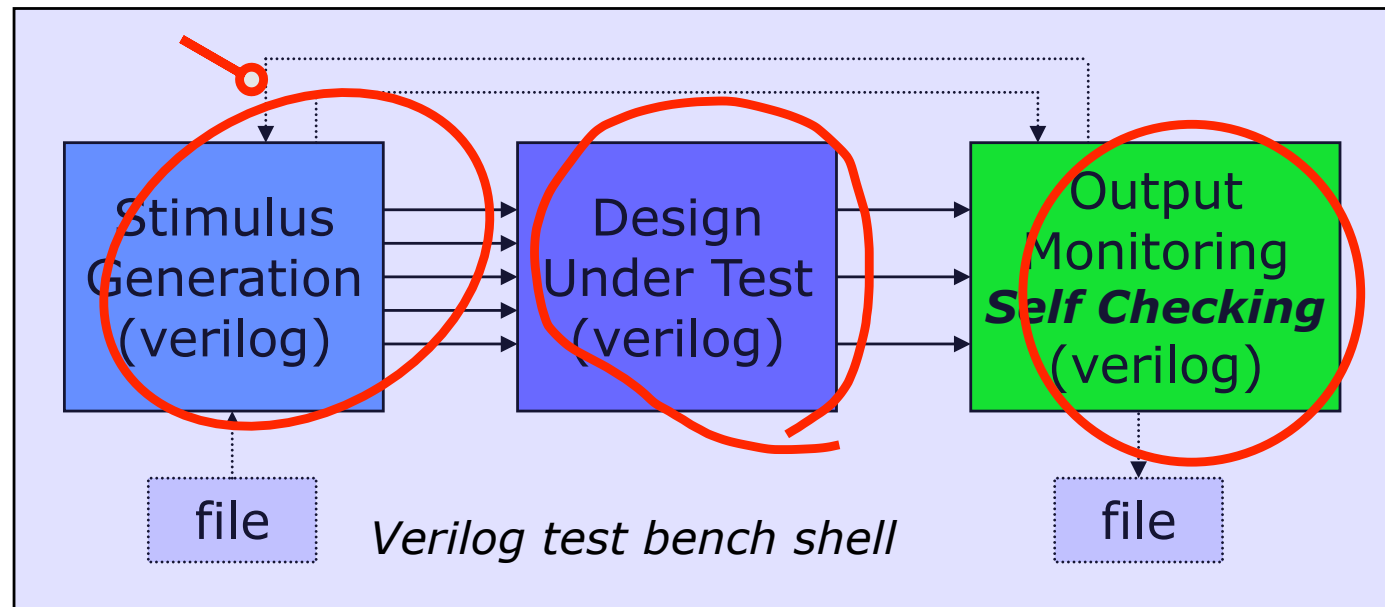 Stimulus
Generation
(verilog)
Design
Under Test
(verilog)
Output
Monitoring
Self Checking
(verilog)
file
Verilog test bench shell
file